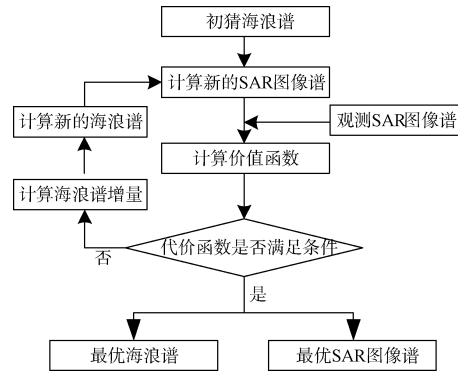 初猜海浪谱
计算新的SAR图像谱
计算新的海浪谱
观测SAR图像谱
计算价值函数
计算海浪谱增量
代价函数是否满足条件
否
是
最优海浪谱
最优SAR图像谱